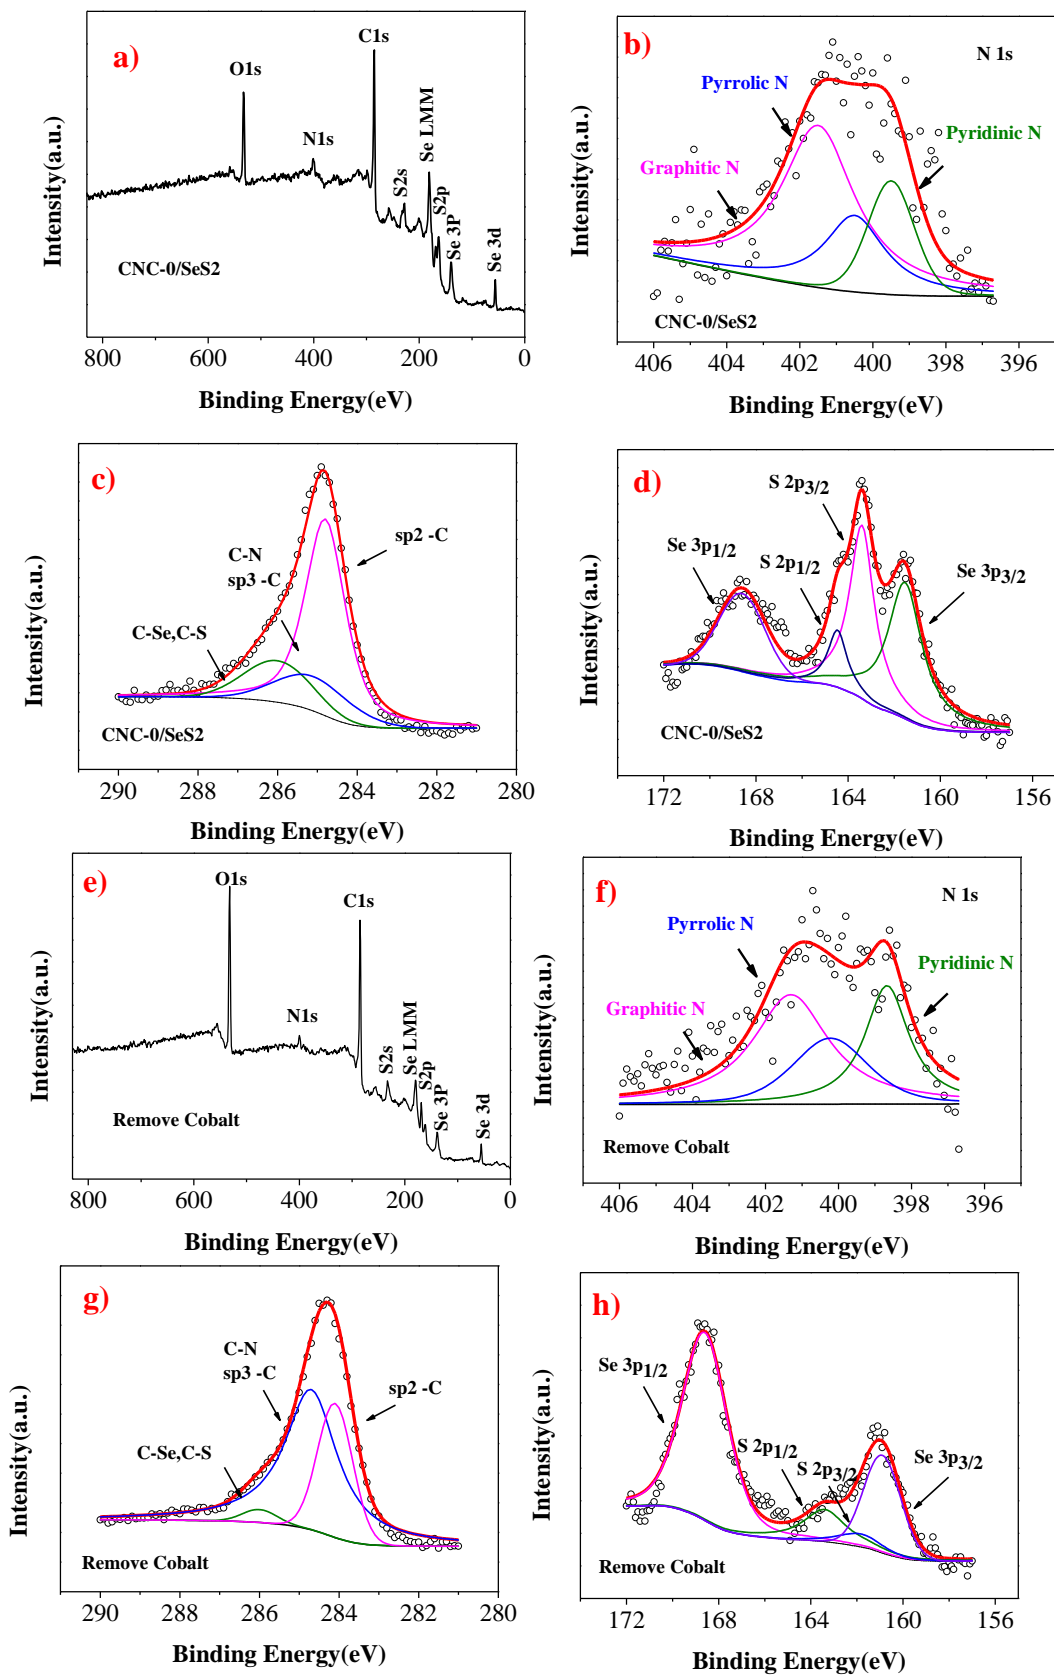 a)
C1s
O1s
N1s
S2s
Se LMM
S2p
Se 3P
Se 3d
CNC-0/SeS2
Intensity(a.u.)
800 600 400 200 0
Binding Energy(eV)
b)
N 1s
Pyrrolic N
Pyridinic N
Graphitic N
CNC-0/SeS2
Intensity(a.u.)
406 404 402 400 398 396
Binding Energy(eV)
c)
sp2 -C
C-N
sp3 -C
C-Se,C-S
CNC-0/SeS2
Intensity(a.u.)
290 288 286 284 282 280
Binding Energy(eV)
d)
S 2p3/2
Se 3p1/2
S 2p1/2
Se 3p3/2
CNC-0/SeS2
Intensity(a.u.)
172 168 164 160 156
Binding Energy(eV)
e)
O1s
C1s
N1s
S2s
Se LMM
S2p
Se 3P
Se 3d
Remove Cobalt
Intensity(a.u.)
800 600 400 200 0
Binding Energy(eV)
f)
N 1s
Pyrrolic N
Pyridinic N
Graphitic N
Remove Cobalt
Intensity(a.u.)
406 404 402 400 398 396
Binding Energy(eV)
g)
C-N
sp3 -C
sp2 -C
C-Se,C-S
Remove Cobalt
Intensity(a.u.)
290 288 286 284 282 280
Binding Energy(eV)
h)
Se 3p1/2
S 2p1/2
S 2p3/2
Se 3p3/2
Remove Cobalt
Intensity(a.u.)
172 168 164 160 156
Binding Energy(eV)